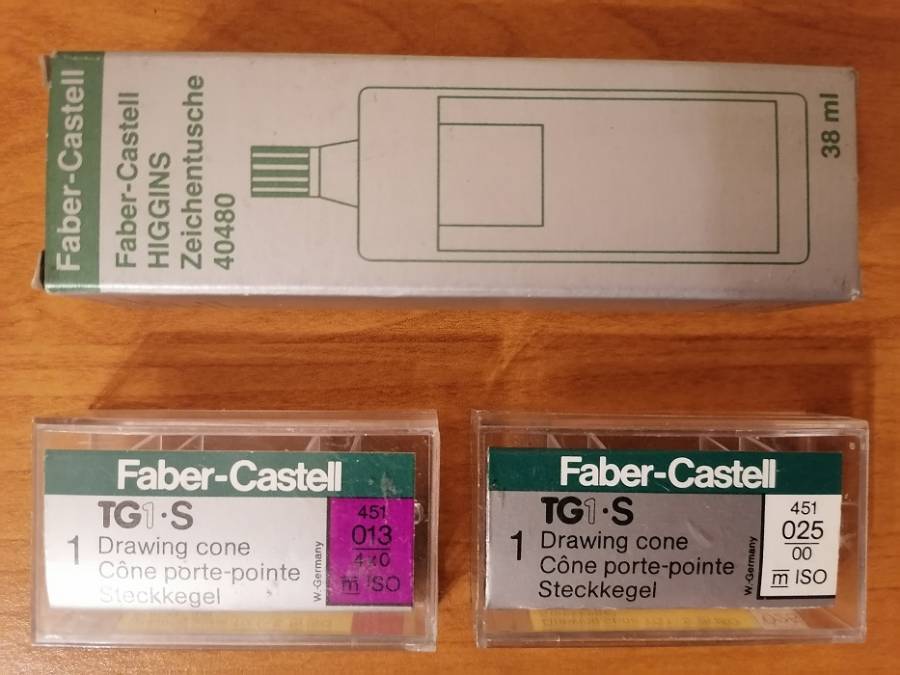 Faber-Castell
Faber-Castell
HIGGINS
Zeichentusche
40480
38 ml
Faber-Castell
TG1·S
1
Drawing cone
Cône porte-pointe
Steckkegel
W.-Germany
451
013
4x0
m ISO
Faber-Castell
TG1·S
1
Drawing cone
Cône porte-pointe
Steckkegel
W.-Germany
451
025
00
m ISO